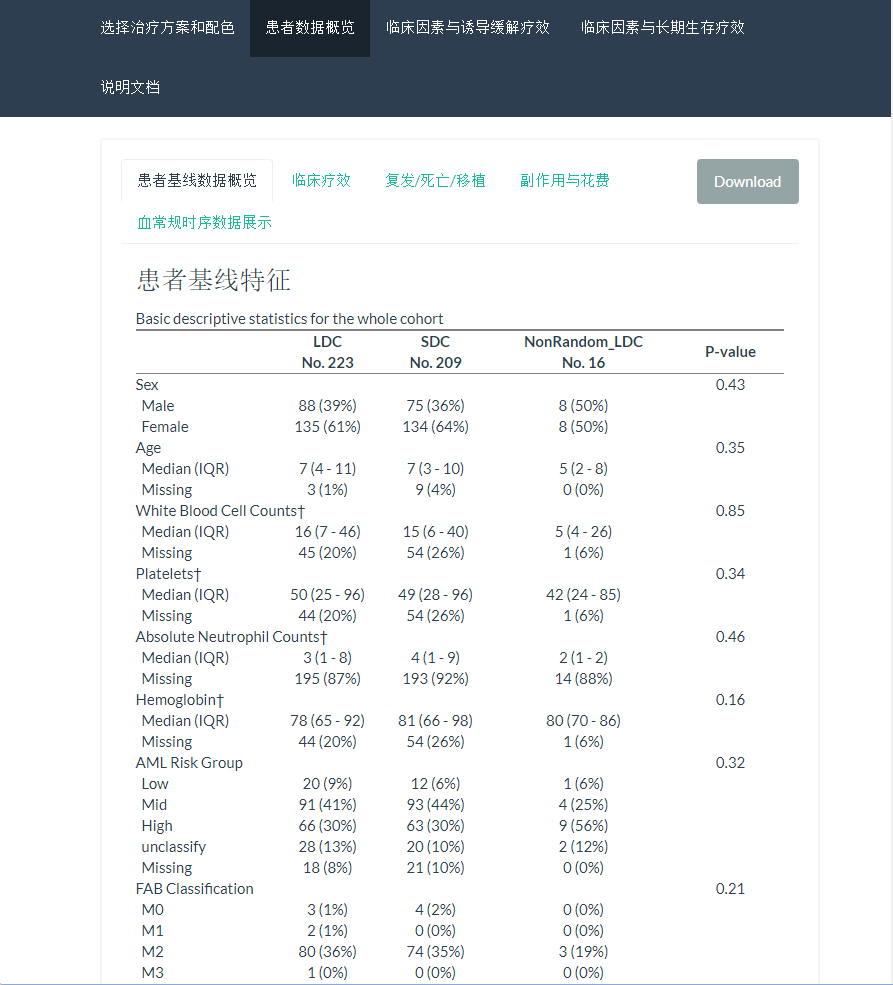 选择治疗方案和配色 患者数据概览 临床因素与诱导缓解疗效 临床因素与长期生存疗效
说明文档
患者基线数据概览 临床疗效 复发/死亡/移植 副作用与花费 Download
血常规时序数据展示
患者基线特征
Basic descriptive statistics for the whole cohort
LDC SDC NonRandom_LDC P-value
No. 223 No. 209 No. 16
Sex 0.43
Male 88 (39%) 75 (36%) 8 (50%)
Female 135 (61%) 134 (64%) 8 (50%)
Age 0.35
Median (IQR) 7 (4 - 11) 7 (3 - 10) 5 (2 - 8)
Missing 3 (1%) 9 (4%) 0 (0%)
White Blood Cell Counts† 0.85
Median (IQR) 16 (7 - 46) 15 (6 - 40) 5 (4 - 26)
Missing 45 (20%) 54 (26%) 1 (6%)
Platelets† 0.34
Median (IQR) 50 (25 - 96) 49 (28 - 96) 42 (24 - 85)
Missing 44 (20%) 54 (26%) 1 (6%)
Absolute Neutrophil Counts† 0.46
Median (IQR) 3 (1 - 8) 4 (1 - 9) 2 (1 - 2)
Missing 195 (87%) 193 (92%) 14 (88%)
Hemoglobin† 0.16
Median (IQR) 78 (65 - 92) 81 (66 - 98) 80 (70 - 86)
Missing 44 (20%) 54 (26%) 1 (6%)
AML Risk Group 0.32
Low 20 (9%) 12 (6%) 1 (6%)
Mid 91 (41%) 93 (44%) 4 (25%)
High 66 (30%) 63 (30%) 9 (56%)
unclassify 28 (13%) 20 (10%) 2 (12%)
Missing 18 (8%) 21 (10%) 0 (0%)
FAB Classification 0.21
M0 3 (1%) 4 (2%) 0 (0%)
M1 2 (1%) 0 (0%) 0 (0%)
M2 80 (36%) 74 (35%) 3 (19%)
M3 1 (0%) 0 (0%) 0 (0%)